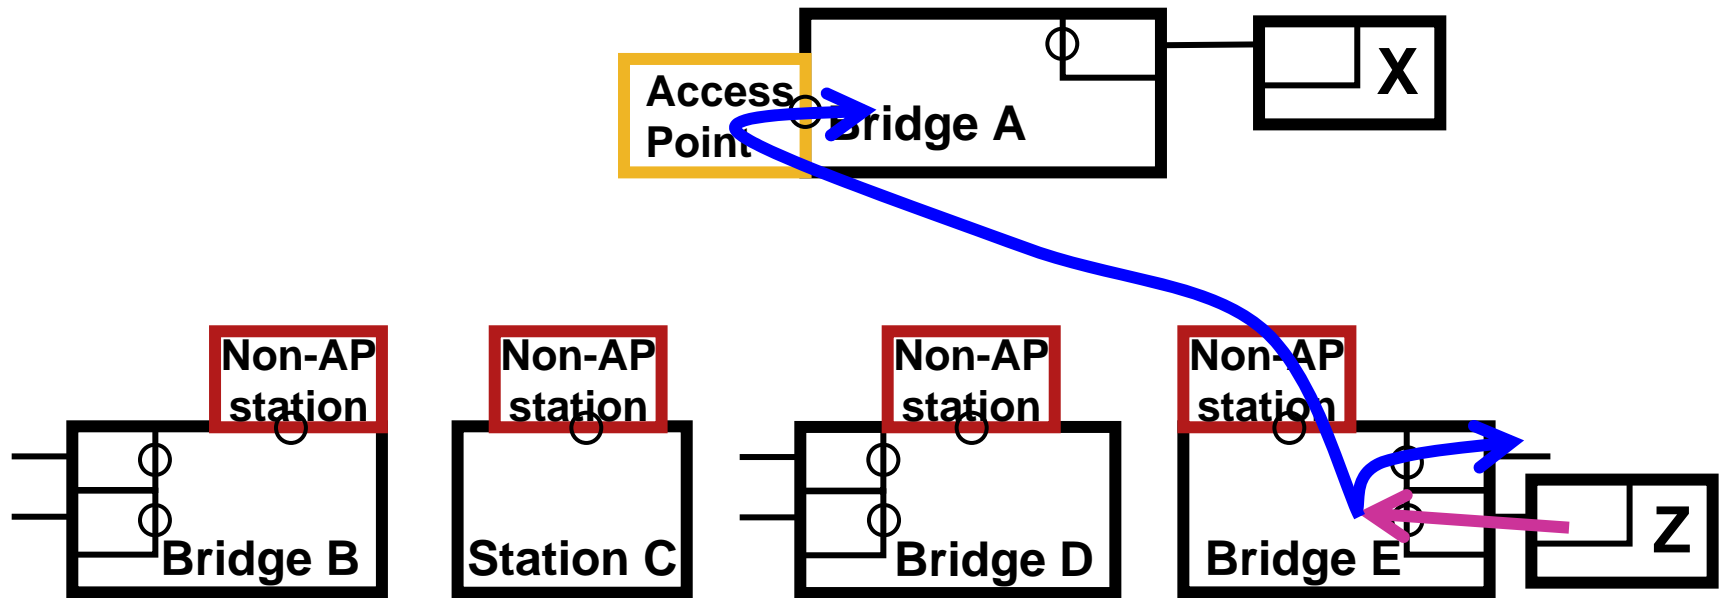 Access
Point
Bridge A
X
Non-AP
station
Non-AP
station
Non-AP
station
Non-AP
station
Bridge B
Station C
Bridge D
Bridge E
Z